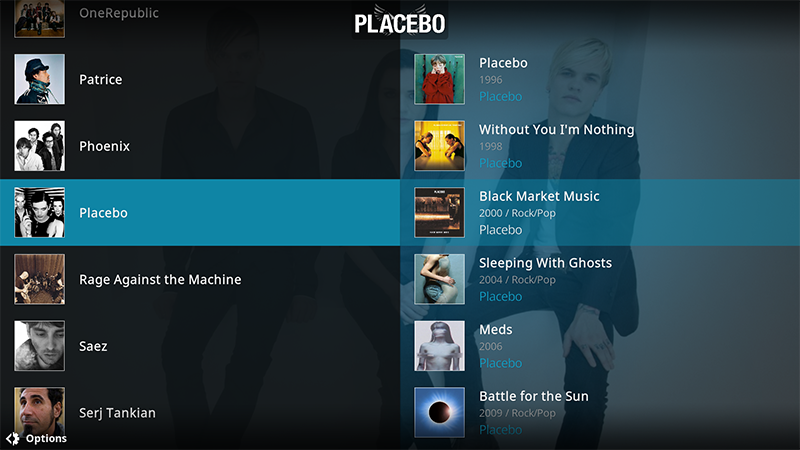 PLACEBO
OneRepublic
Patrice
Phoenix
Placebo
Rage Against the Machine
Saez
Serj Tankian
Options
Placebo
1996
Placebo
Without You I'm Nothing
1998
Placebo
Black Market Music
2000 / Rock/Pop
Placebo
Sleeping With Ghosts
2004 / Rock/Pop
Placebo
Meds
2006
Placebo
Battle for the Sun
2009 / Rock/Pop
Placebo